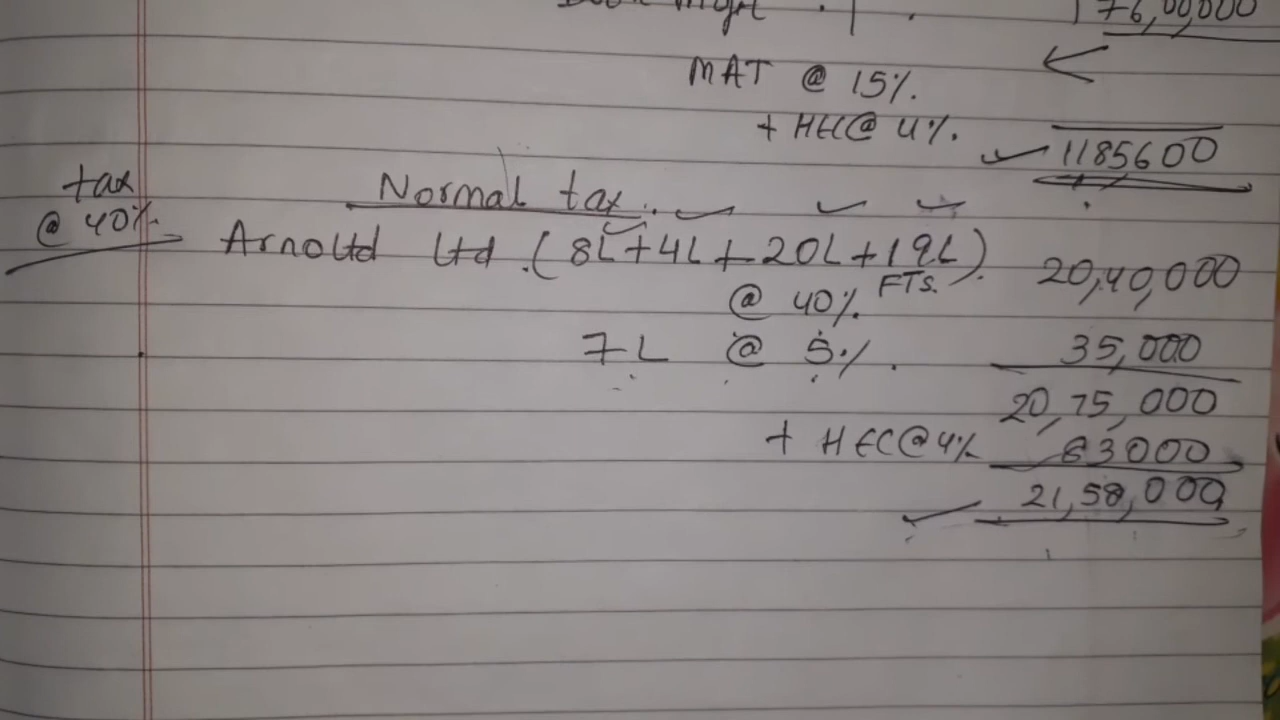 76,00,000
MAT @ 15%.
+ HEC@ 4%.
1185600
tax
@ 40%.
Normal tax.
Arnoltd Ltd. (8L+4L+20L+19L) 20,40,000
FTs.
@ 40%.
7L @ 5%. 35,000
20,75,000
+ HEC@4% 83000
21,58,000